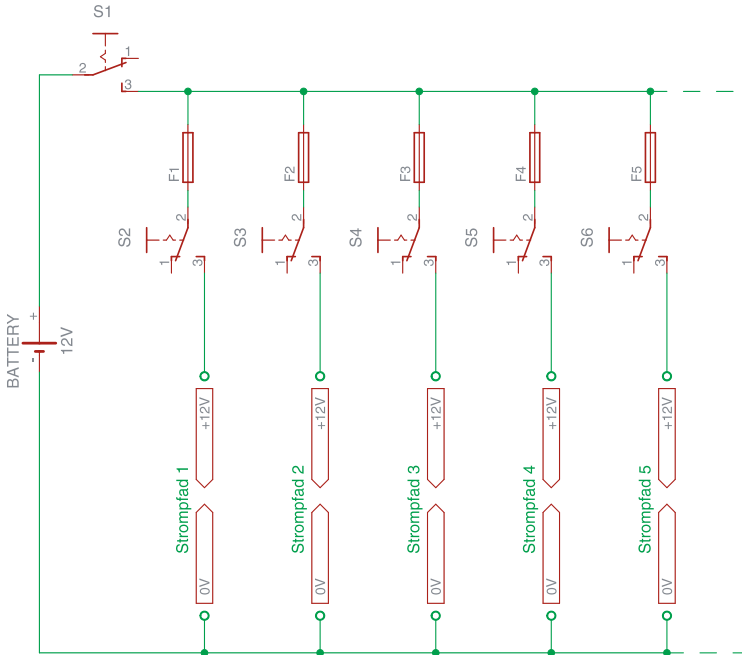 S1
1
2
3
F1
F2
F3
F4
F5
2
2
2
2
2
S2
S3
S4
S5
S6
1
3
1
3
1
3
1
3
1
3
+
BATTERY
12V
-
+12V
+12V
+12V
+12V
+12V
Strompfad 1
Strompfad 2
Strompfad 3
Strompfad 4
Strompfad 5
0V
0V
0V
0V
0V